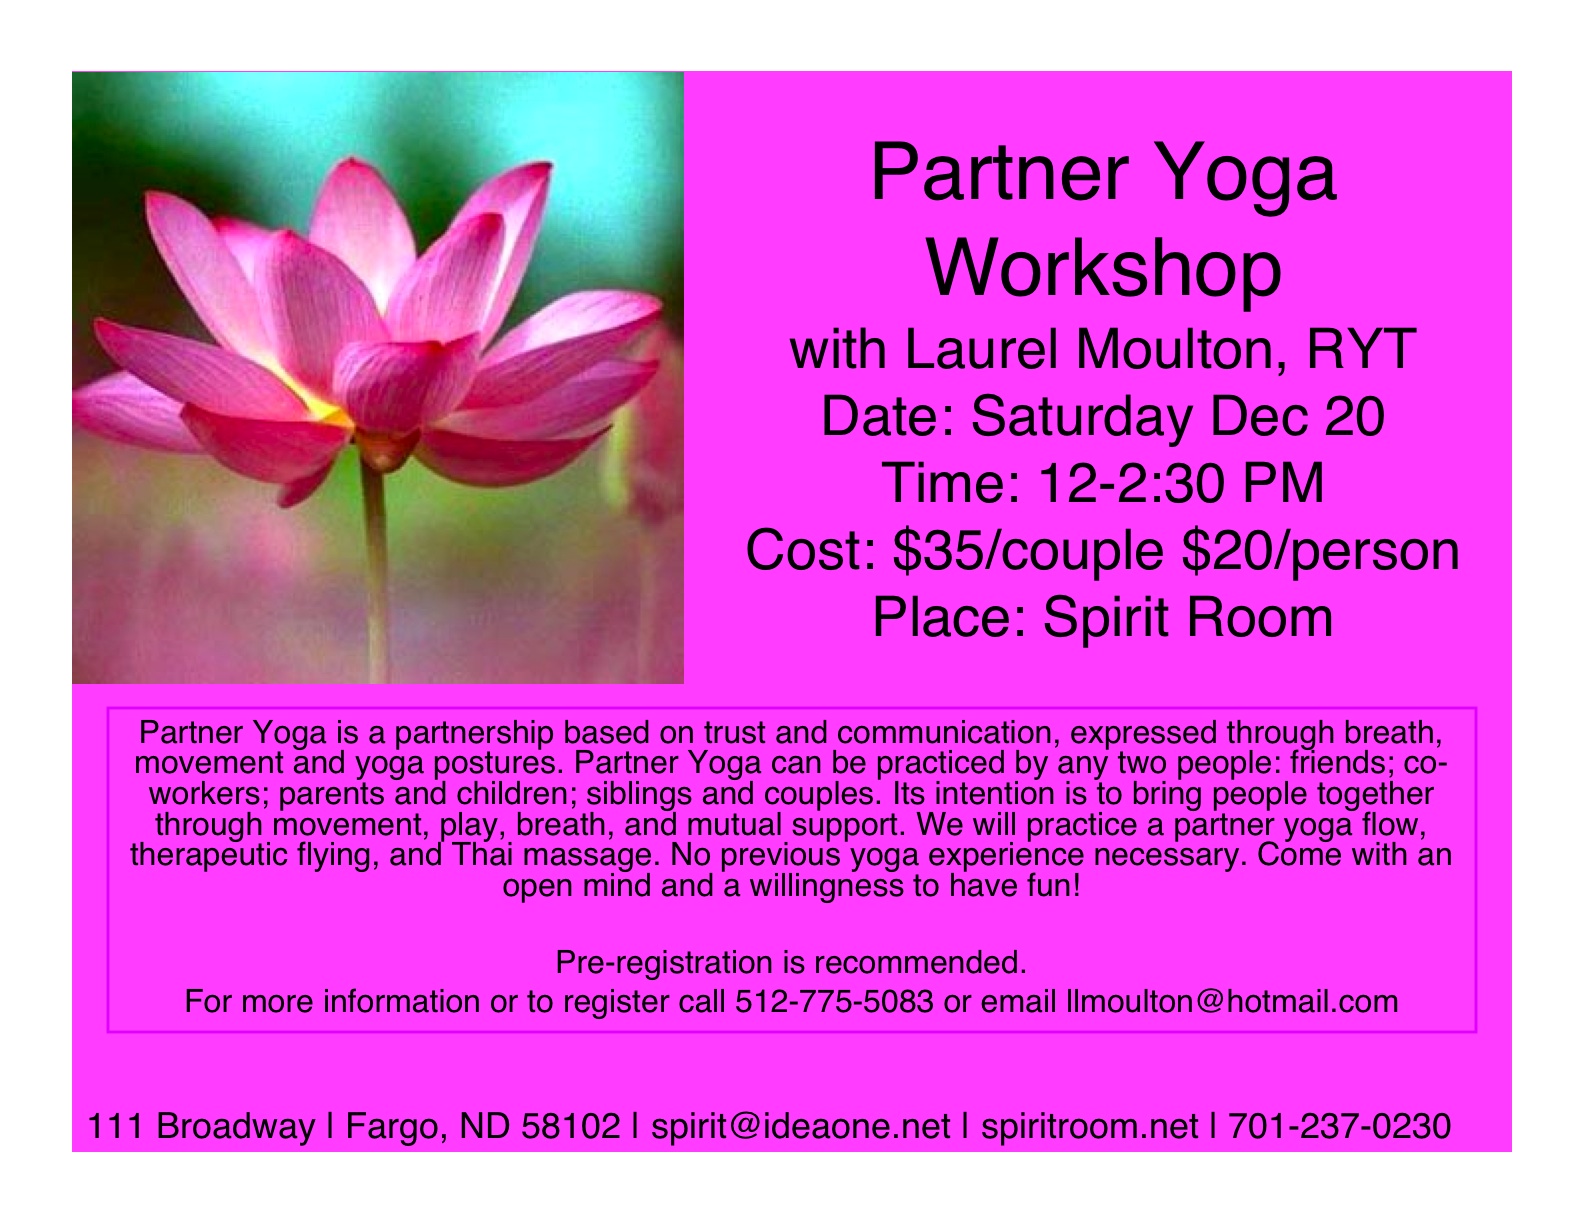 Partner Yoga
Workshop
with Laurel Moulton, RYT
Date: Saturday Dec 20
Time: 12-2:30 PM
Cost: $35/couple $20/person
Place: Spirit Room
Partner Yoga is a partnership based on trust and communication, expressed through breath,
movement and yoga postures. Partner Yoga can be practiced by any two people: friends; co-
workers; parents and children; siblings and couples. Its intention is to bring people together
through movement, play, breath, and mutual support. We will practice a partner yoga flow,
therapeutic flying, and Thai massage. No previous yoga experience necessary. Come with an
open mind and a willingness to have fun!
Pre-registration is recommended.
For more information or to register call 512-775-5083 or email llmoulton@hotmail.com
111 Broadway | Fargo, ND 58102 | spirit@ideaone.net | spiritroom.net | 701-237-0230